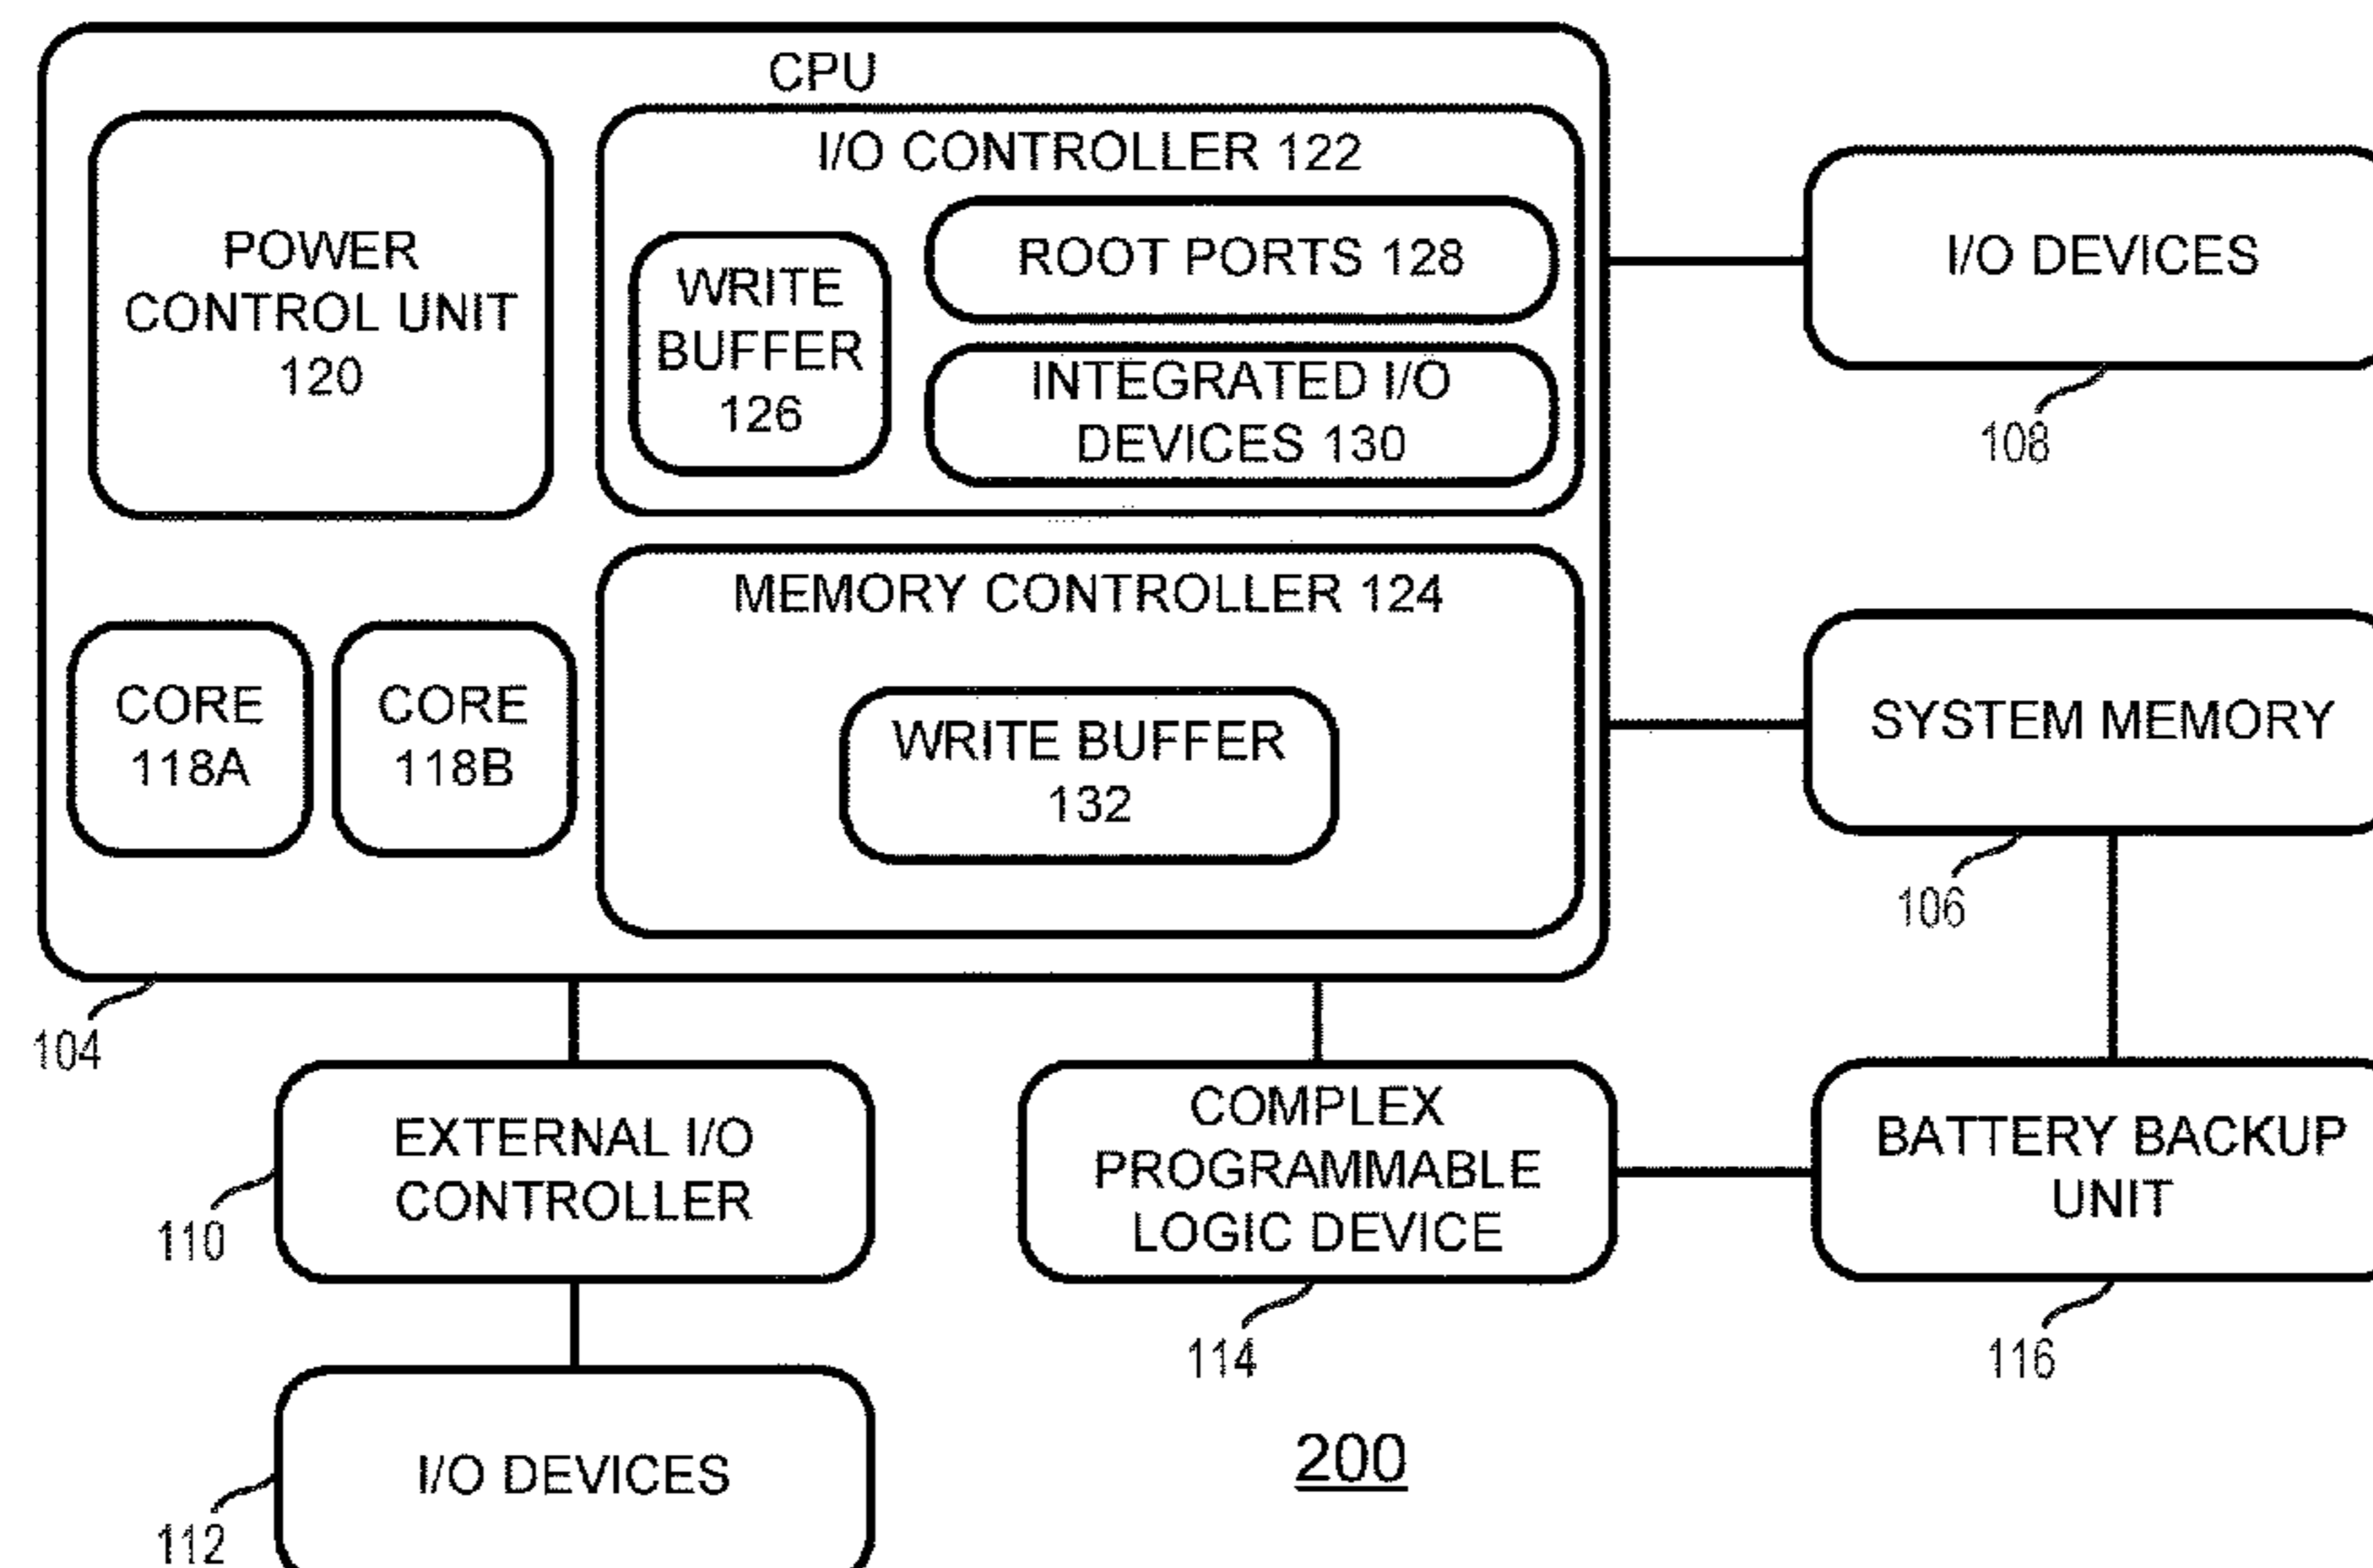 CPU
POWER
CONTROL UNIT
120
I/O CONTROLLER 122
WRITE
BUFFER
126
ROOT PORTS 128
INTEGRATED I/O
DEVICES 130
I/O DEVICES
108
MEMORY CONTROLLER 124
WRITE BUFFER
132
CORE
118A
CORE
118B
SYSTEM MEMORY
106
104
EXTERNAL I/O
CONTROLLER
110
COMPLEX
PROGRAMMABLE
LOGIC DEVICE
114
BATTERY BACKUP
UNIT
116
I/O DEVICES
112
200